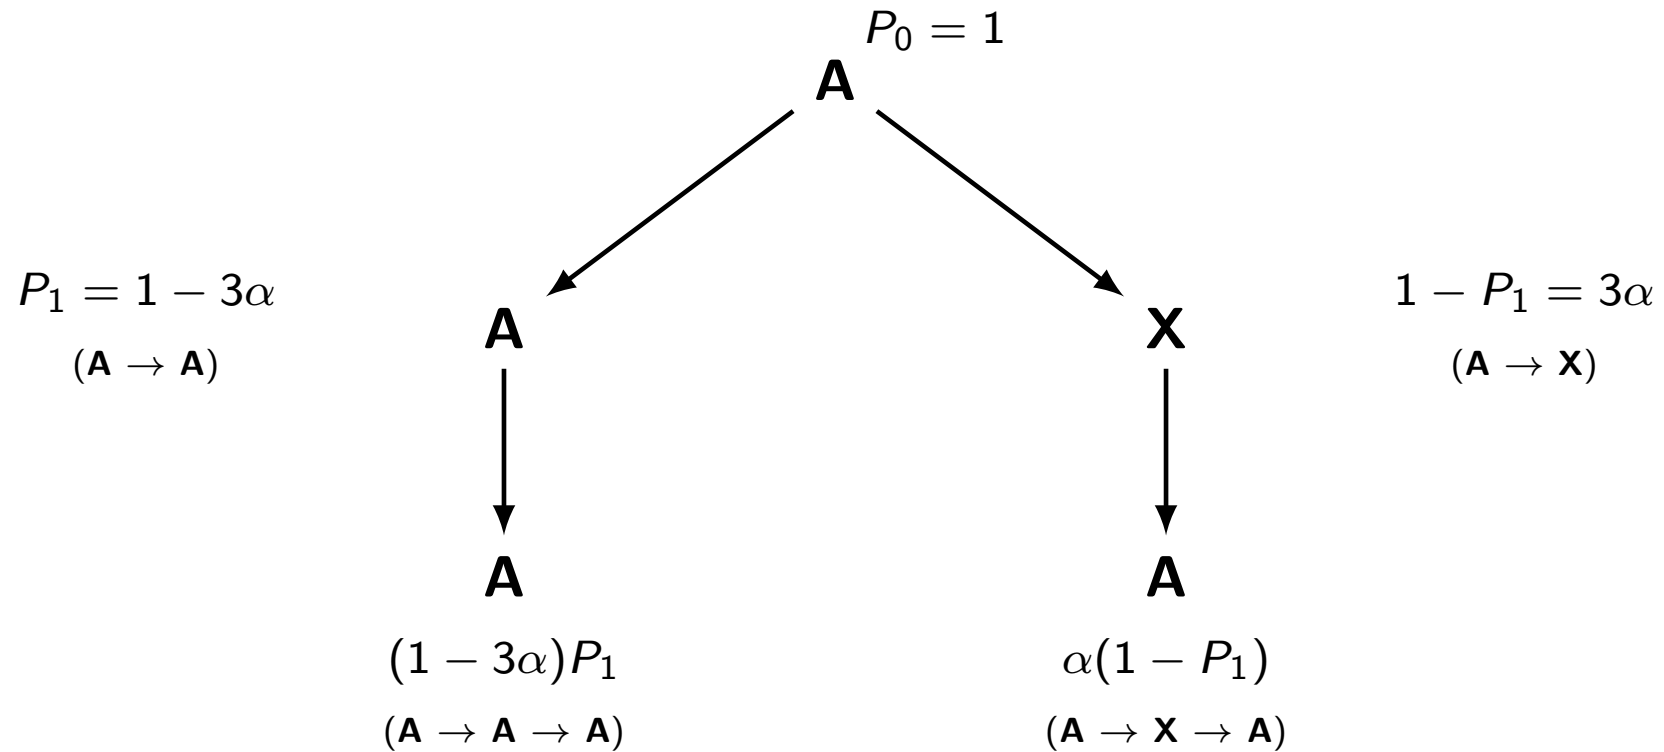 P₀ = 1
A
P₁ = 1 − 3α
(A → A)
A
X
1 − P₁ = 3α
(A → X)
A
A
(1 − 3α)P₁
(A → A → A)
α(1 − P₁)
(A → X → A)